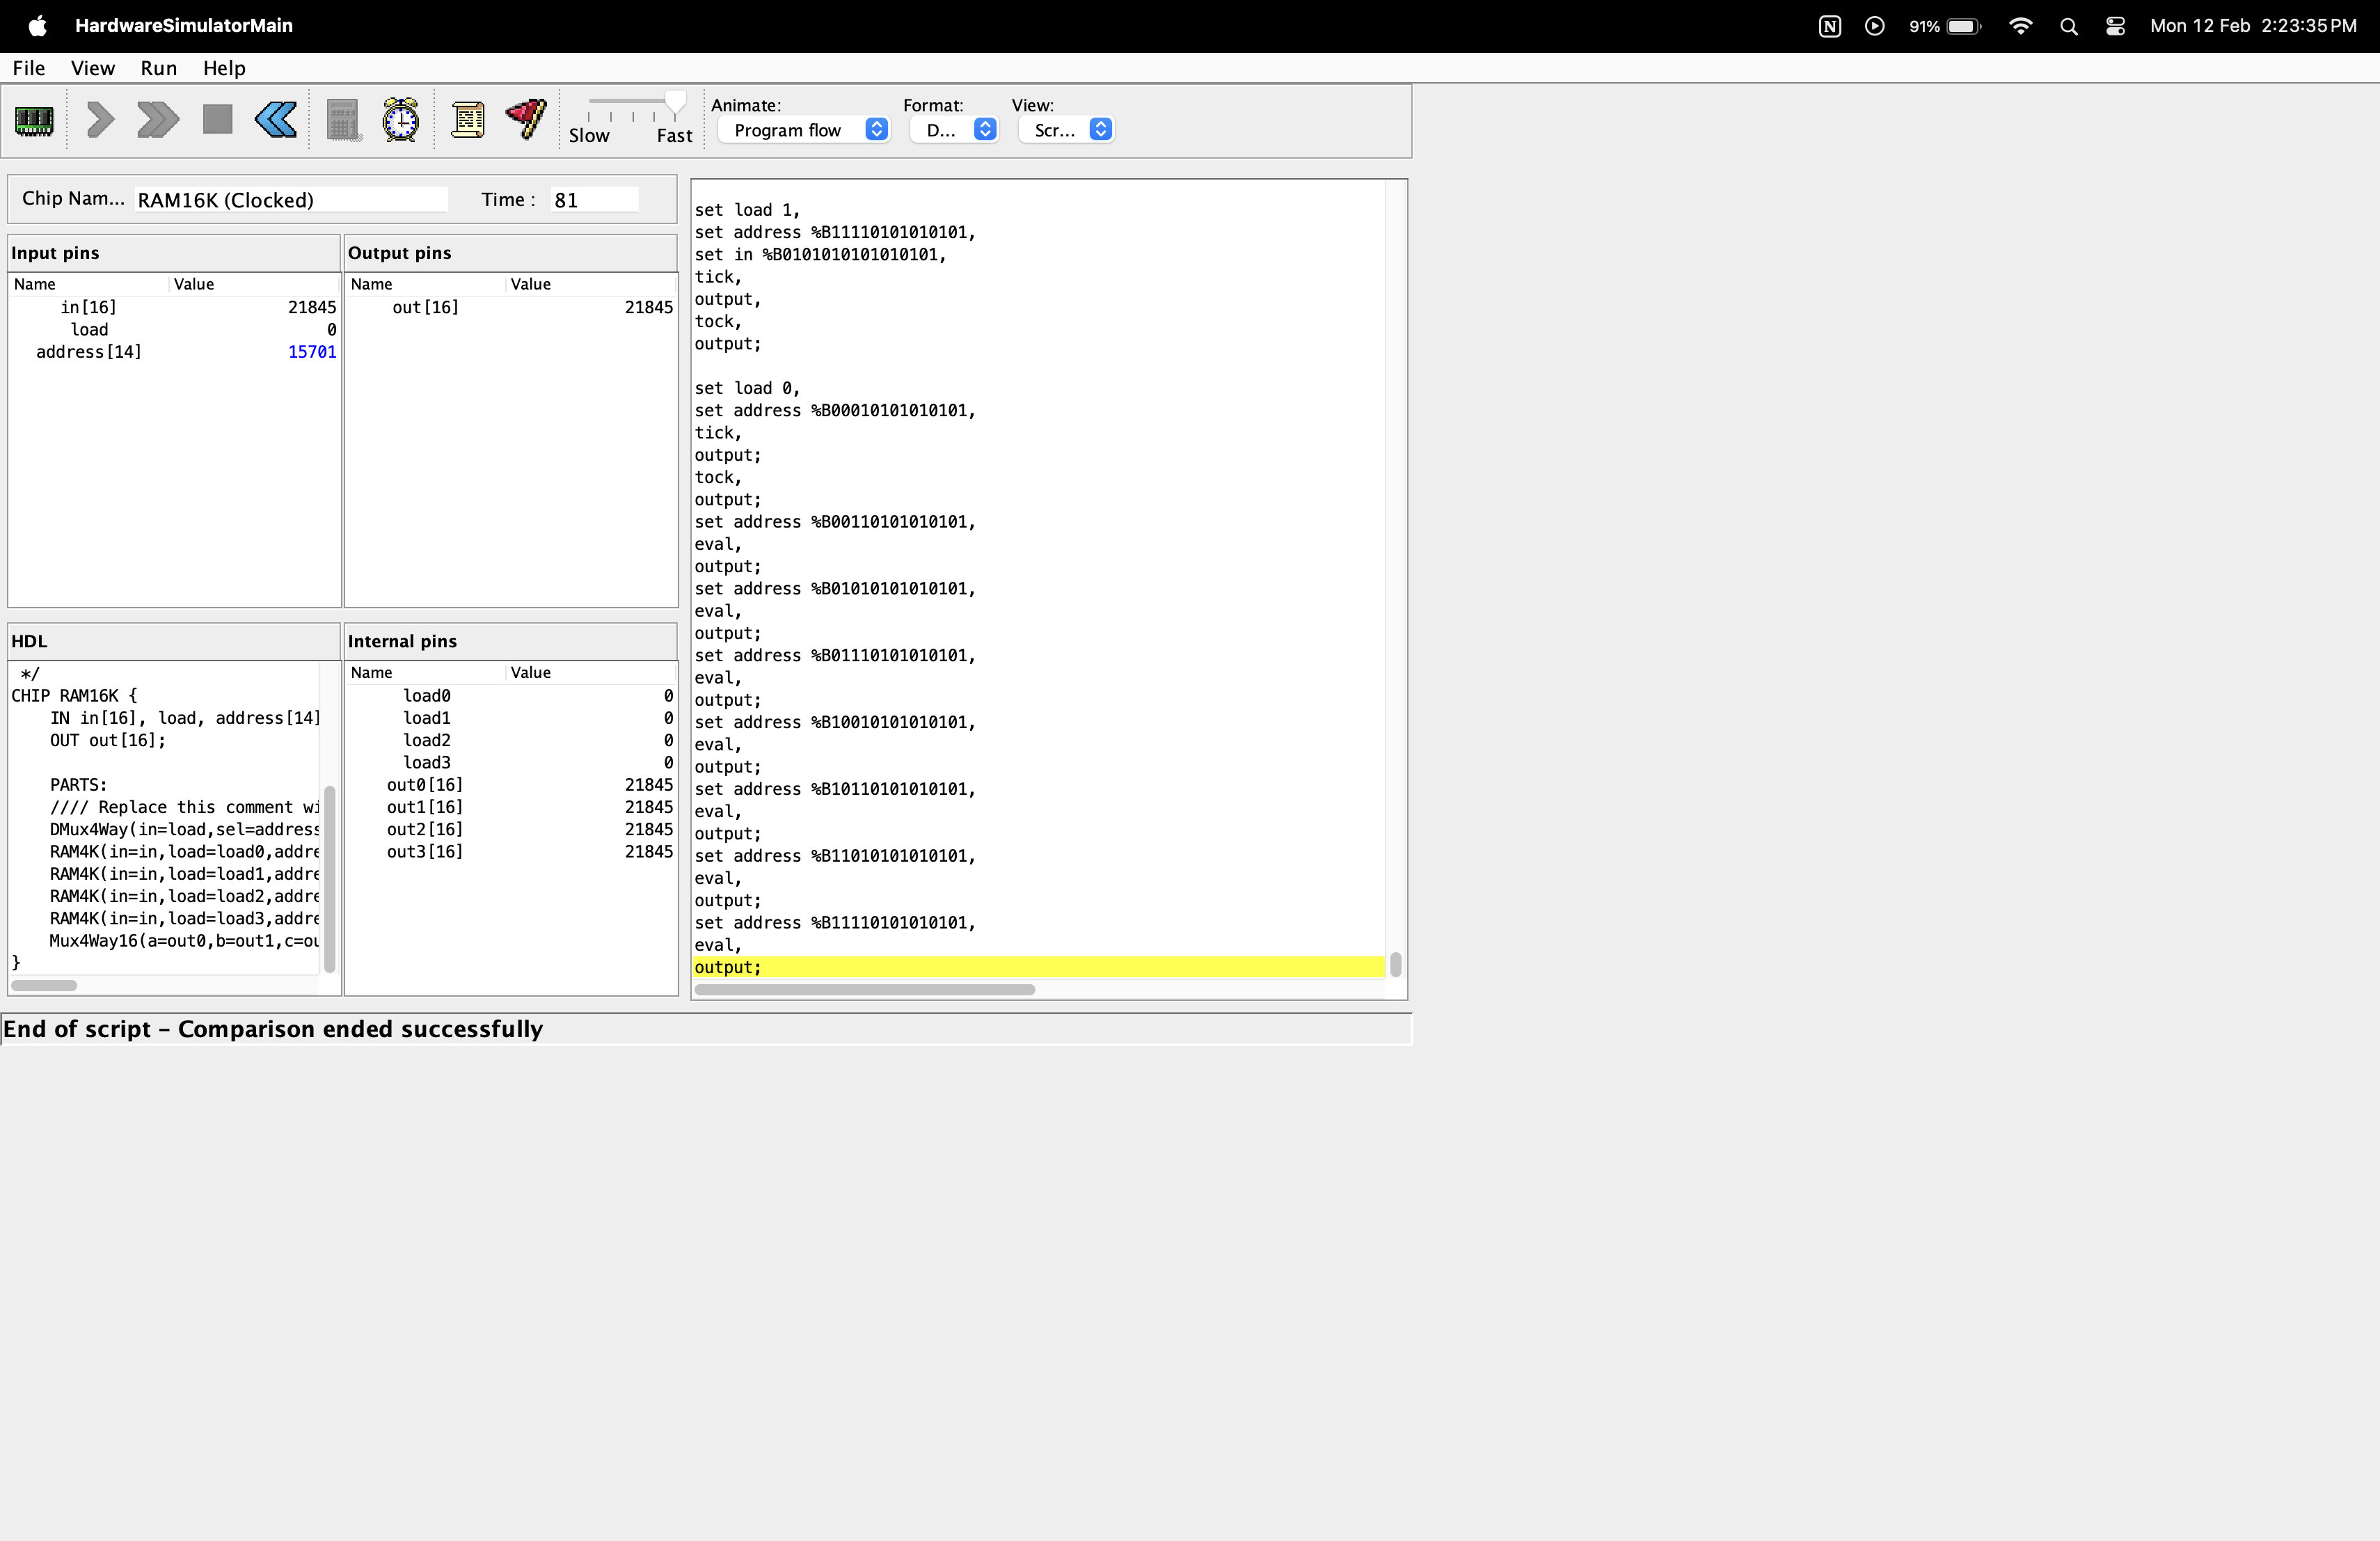 HardwareSimulatorMain
91%
Mon 12 Feb 2:23:35 PM
File View Run Help
Slow Fast
Animate: Format: View:
Program flow D... Scr...
Chip Nam... RAM16K (Clocked) Time : 81
Input pins
Name Value
in[16] 21845
load 0
address[14] 15701
Output pins
Name Value
out[16] 21845
HDL
*/
CHIP RAM16K {
IN in[16], load, address[14]
OUT out[16];
PARTS:
//// Replace this comment wi
DMux4Way(in=load,sel=address
RAM4K(in=in,load=load0,addre
RAM4K(in=in,load=load1,addre
RAM4K(in=in,load=load2,addre
RAM4K(in=in,load=load3,addre
Mux4Way16(a=out0,b=out1,c=ou
}
Internal pins
Name Value
load0 0
load1 0
load2 0
load3 0
out0[16] 21845
out1[16] 21845
out2[16] 21845
out3[16] 21845
set load 1,
set address %B11110101010101,
set in %B0101010101010101,
tick,
output,
tock,
output;
set load 0,
set address %B00010101010101,
tick,
output;
tock,
output;
set address %B00110101010101,
eval,
output;
set address %B01010101010101,
eval,
output;
set address %B01110101010101,
eval,
output;
set address %B10010101010101,
eval,
output;
set address %B10110101010101,
eval,
output;
set address %B11010101010101,
eval,
output;
set address %B11110101010101,
eval,
output;
End of script – Comparison ended successfully